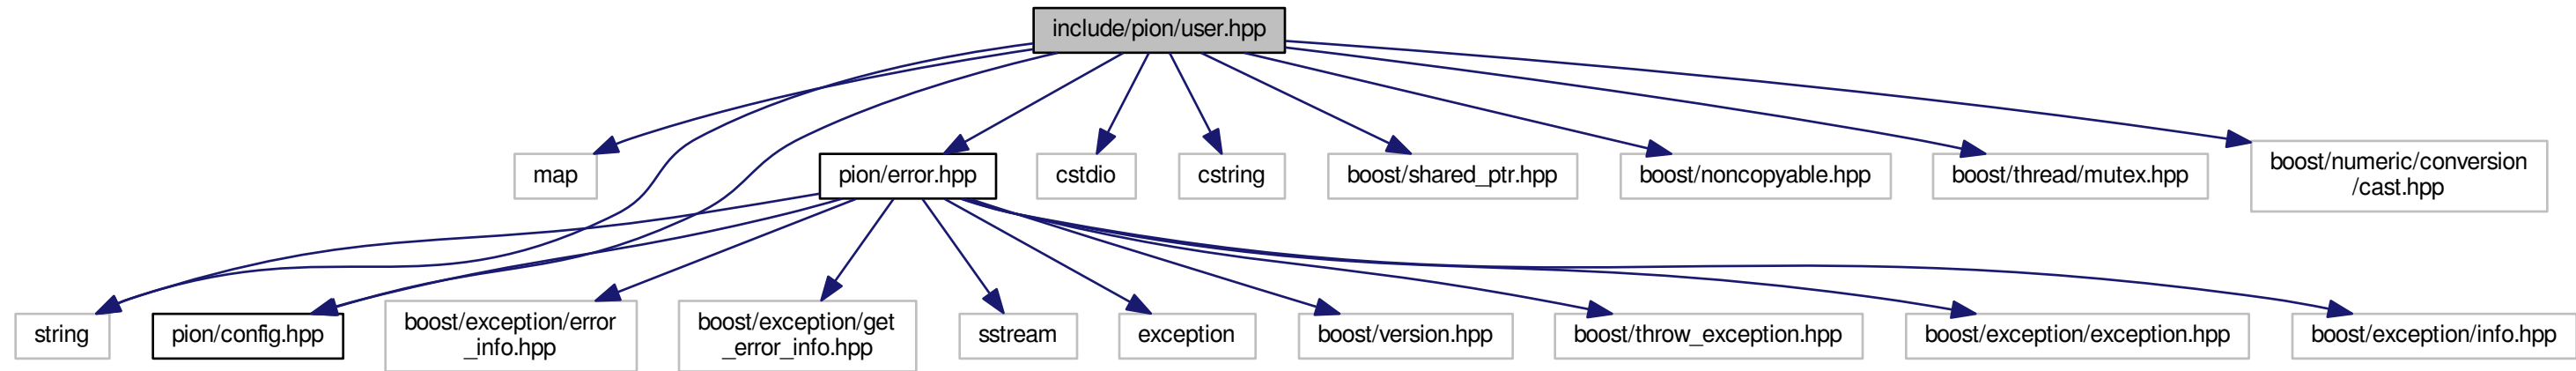 include/pion/user.hpp
map
pion/error.hpp
cstdio
cstring
boost/shared_ptr.hpp
boost/noncopyable.hpp
boost/thread/mutex.hpp
boost/numeric/conversion
/cast.hpp
string
pion/config.hpp
boost/exception/error
_info.hpp
boost/exception/get
_error_info.hpp
sstream
exception
boost/version.hpp
boost/throw_exception.hpp
boost/exception/exception.hpp
boost/exception/info.hpp